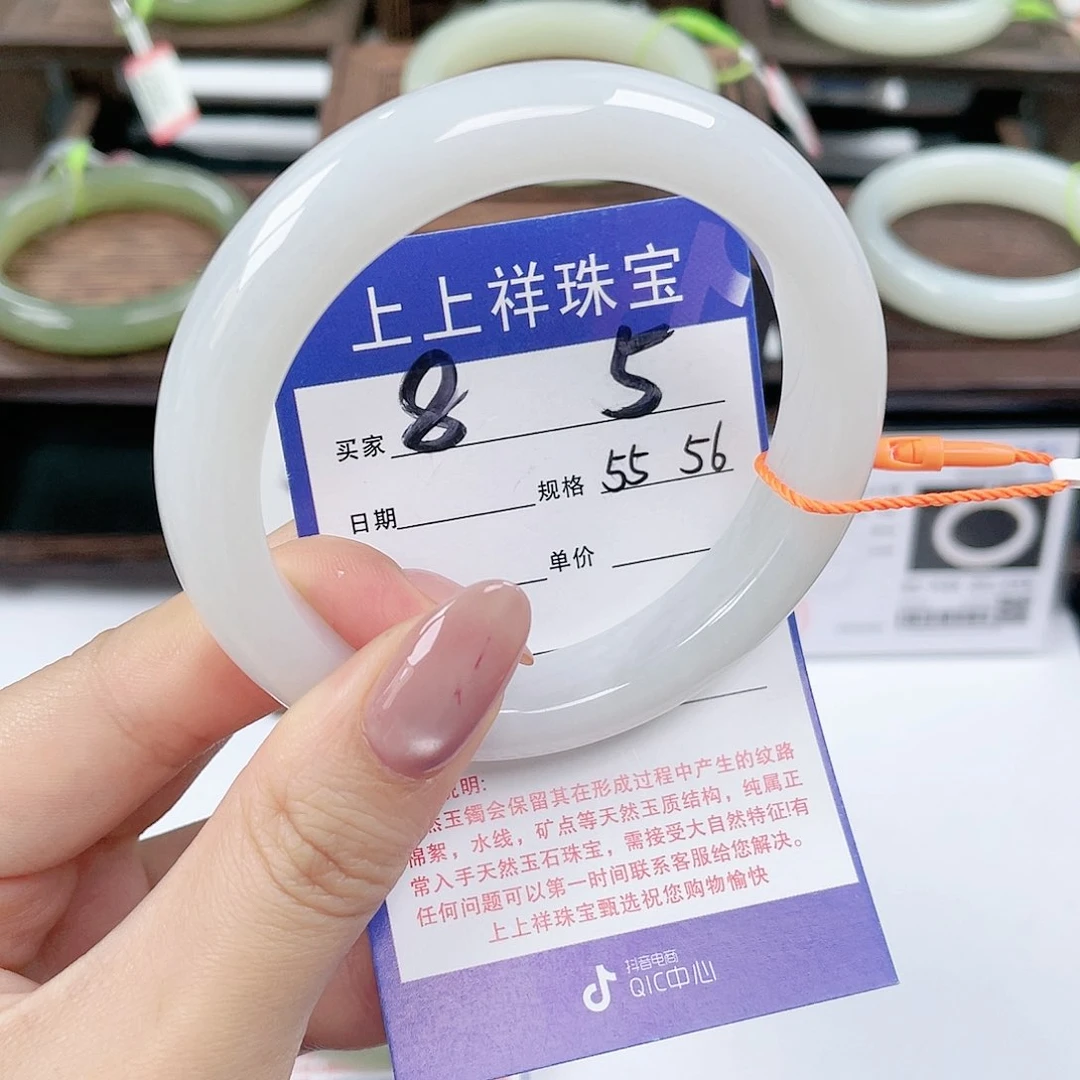 上上祥珠宝
买家 8 5
日期 规格 55 56
单价
说明:
然玉镯会保留其在形成过程中产生的纹路
棉絮，水线，矿点等天然玉质结构，纯属正
常入手天然玉石珠宝，需接受大自然特征!有
任何问题可以第一时间联系客服给您解决。
上上祥珠宝甄选祝您购物愉快
抖音电商
QIC中心